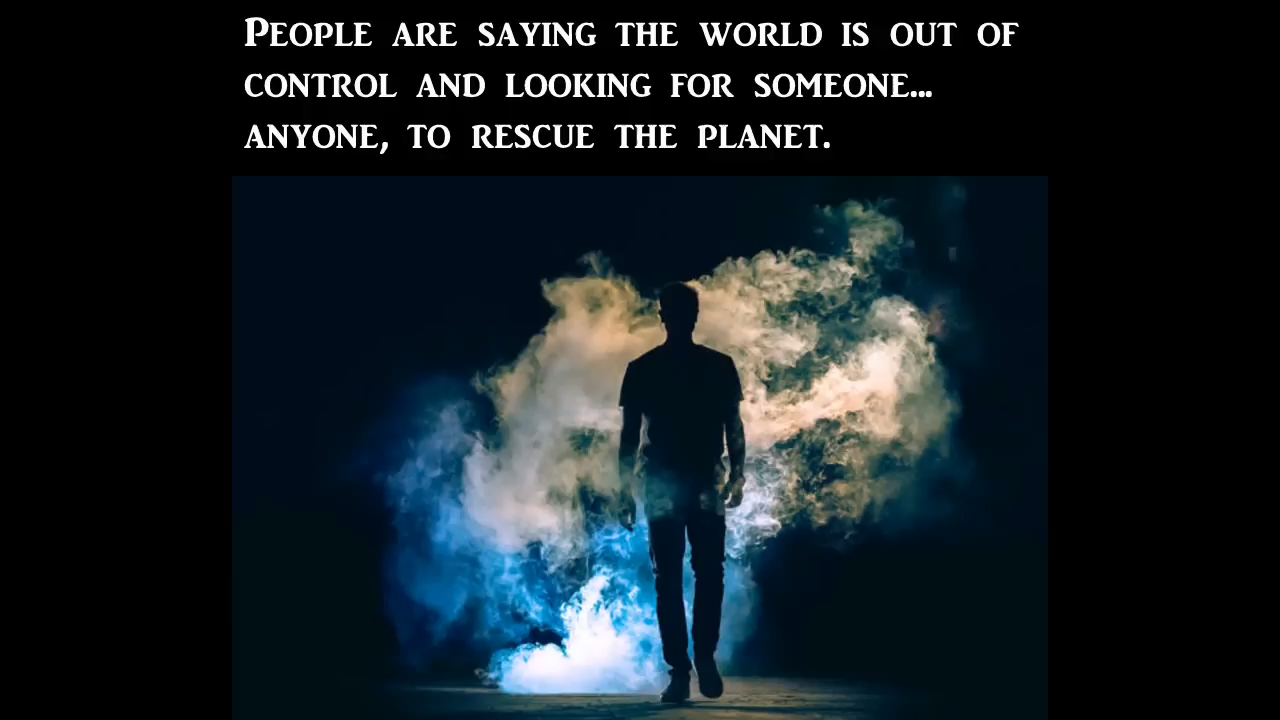 People are saying the world is out of
control and looking for someone...
anyone, to rescue the planet.